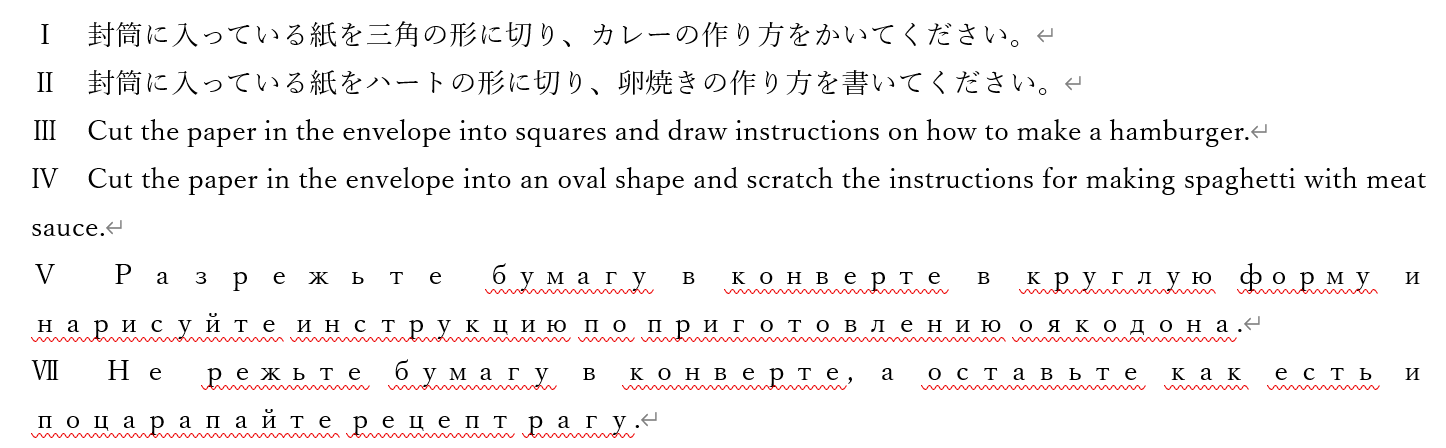 Ⅰ　封筒に入っている紙を三角の形に切り、カレーの作り方をかいてください。
Ⅱ　封筒に入っている紙をハートの形に切り、卵焼きの作り方を書いてください。
Ⅲ　Cut the paper in the envelope into squares and draw instructions on how to make a hamburger.
Ⅳ　Cut the paper in the envelope into an oval shape and scratch the instructions for making spaghetti with meat
sauce.
Ⅴ　Разрежьте бумагу в конверте в круглую форму и
нарисуйте инструкцию по приготовлению оякодона.
Ⅶ　Не режьте бумагу в конверте, а оставьте как есть и
поцарапайте рецепт рагу.